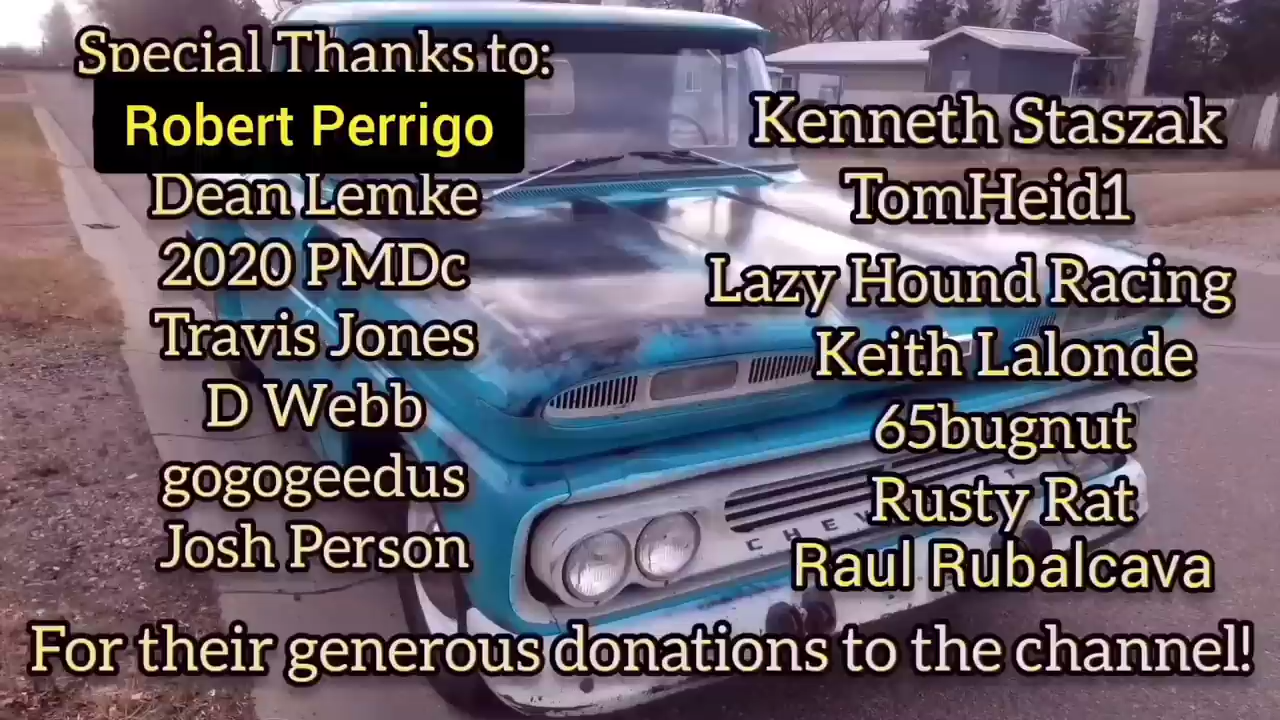 Special Thanks to:
Robert Perrigo
Dean Lemke
2020 PMDc
Travis Jones
D Webb
gogogeedus
Josh Person
Kenneth Staszak
TomHeid1
Lazy Hound Racing
Keith Lalonde
65bugnut
Rusty Rat
Raul Rubalcava
For their generous donations to the channel!